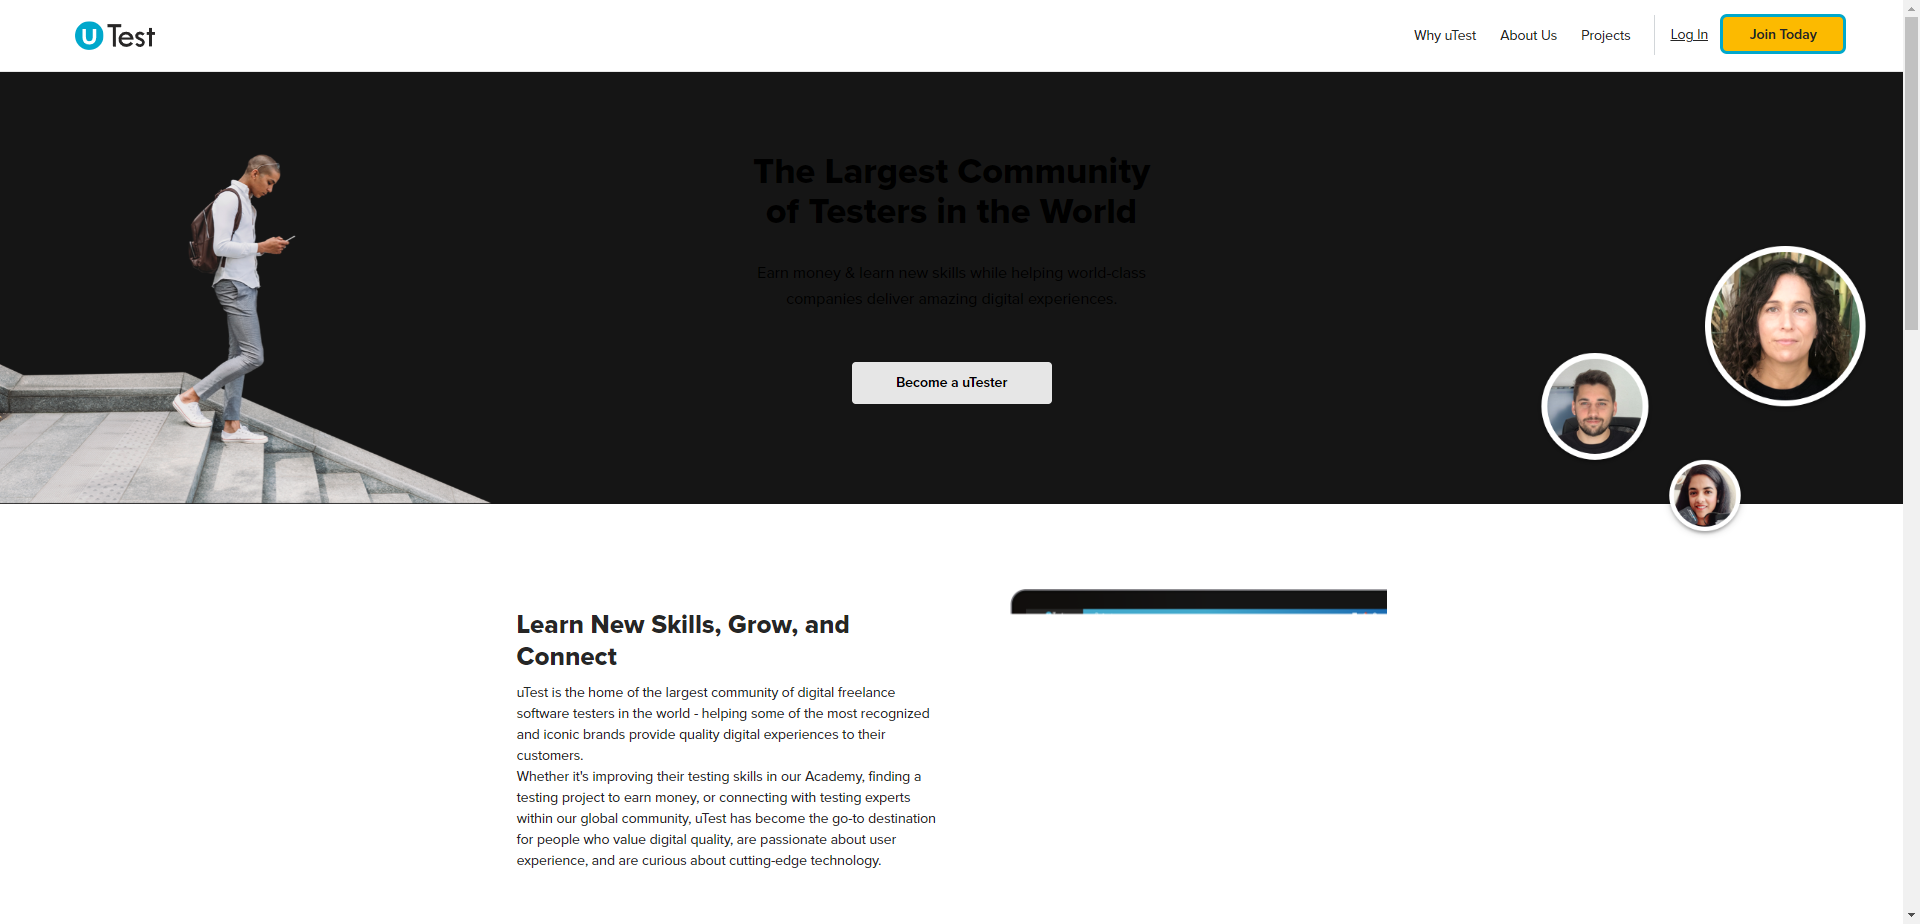 uTest
Why uTest
About Us
Projects
Log In
Join Today
The Largest Community
of Testers in the World
Earn money & learn new skills while helping world-class
companies deliver amazing digital experiences.
Become a uTester
Learn New Skills, Grow, and
Connect
uTest is the home of the largest community of digital freelance
software testers in the world - helping some of the most recognized
and iconic brands provide quality digital experiences to their
customers.
Whether it's improving their testing skills in our Academy, finding a
testing project to earn money, or connecting with testing experts
within our global community, uTest has become the go-to destination
for people who value digital quality, are passionate about user
experience, and are curious about cutting-edge technology.